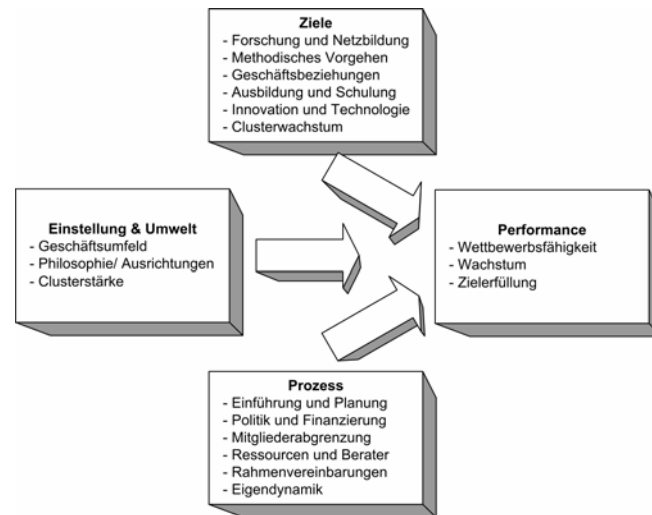 Ziele
- Forschung und Netzbildung
- Methodisches Vorgehen
- Geschäftsbeziehungen
- Ausbildung und Schulung
- Innovation und Technologie
- Clusterwachstum
Einstellung & Umwelt
- Geschäftsumfeld
- Philosophie/ Ausrichtungen
- Clusterstärke
Performance
- Wettbewerbsfähigkeit
- Wachstum
- Zielerfüllung
Prozess
- Einführung und Planung
- Politik und Finanzierung
- Mitgliederabgrenzung
- Ressourcen und Berater
- Rahmenvereinbarungen
- Eigendynamik